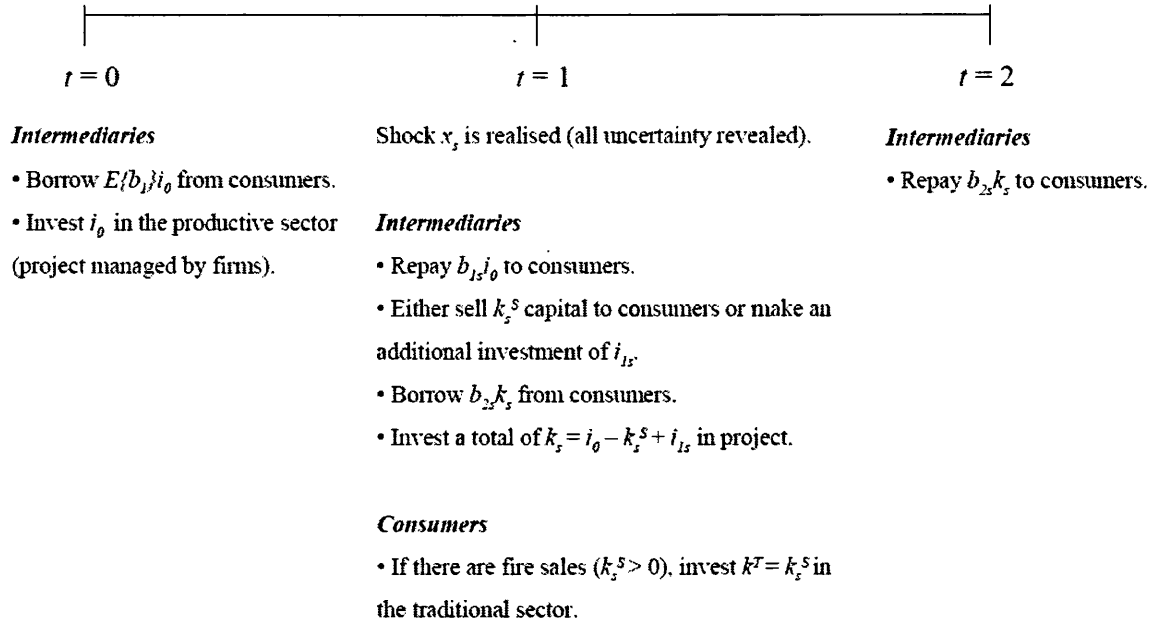 t = 0
t = 1
t = 2
Intermediaries
• Borrow E{b₁}i₀ from consumers.
• Invest i₀ in the productive sector
(project managed by firms).
Shock xₛ is realised (all uncertainty revealed).
Intermediaries
• Repay b₁ₛi₀ to consumers.
• Either sell kₛˢ capital to consumers or make an
additional investment of i₁ₛ.
• Borrow b₂ₛkₛ from consumers.
• Invest a total of kₛ = i₀ – kₛˢ + i₁ₛ in project.
Consumers
• If there are fire sales (kₛˢ > 0), invest kᵀ = kₛˢ in
the traditional sector.
Intermediaries
• Repay b₂ₛkₛ to consumers.